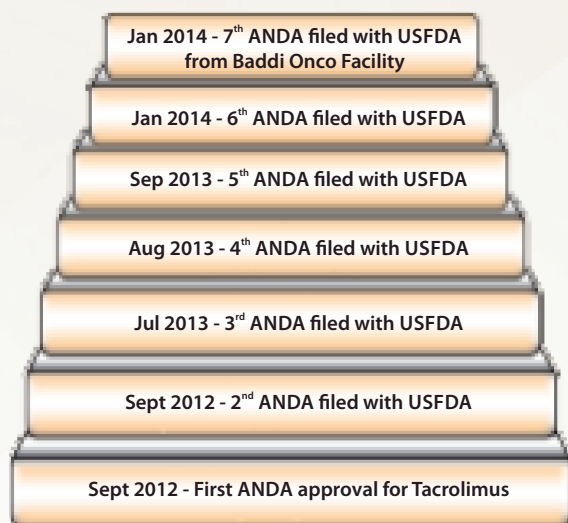 Jan 2014 - 7th ANDA filed with USFDA
from Baddi Onco Facility
Jan 2014 - 6th ANDA filed with USFDA
Sep 2013 - 5th ANDA filed with USFDA
Aug 2013 - 4th ANDA filed with USFDA
Jul 2013 - 3rd ANDA filed with USFDA
Sept 2012 - 2nd ANDA filed with USFDA
Sept 2012 - First ANDA approval for Tacrolimus